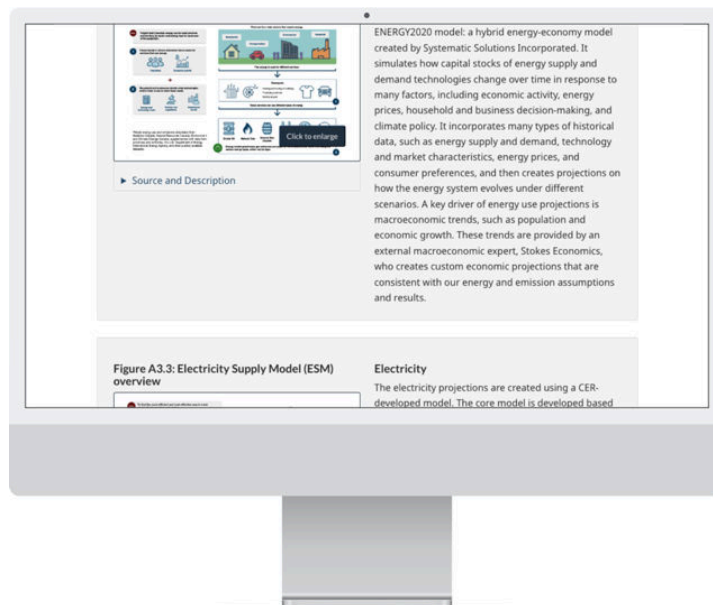 Click to enlarge
► Source and Description
ENERGY2020 model: a hybrid energy-economy model
created by Systematic Solutions Incorporated. It
simulates how capital stocks of energy supply and
demand technologies change over time in response to
many factors, including economic activity, energy
prices, household and business decision-making, and
climate policy. It incorporates many types of historical
data, such as energy supply and demand, technology
and market characteristics, energy prices, and
consumer preferences, and then creates projections on
how the energy system evolves under different
scenarios. A key driver of energy use projections is
macroeconomic trends, such as population and
economic growth. These trends are provided by an
external macroeconomic expert, Stokes Economics,
who creates custom economic projections that are
consistent with our energy and emission assumptions
and results.
Figure A3.3: Electricity Supply Model (ESM)
overview
Electricity
The electricity projections are created using a CER-
developed model. The core model is developed based